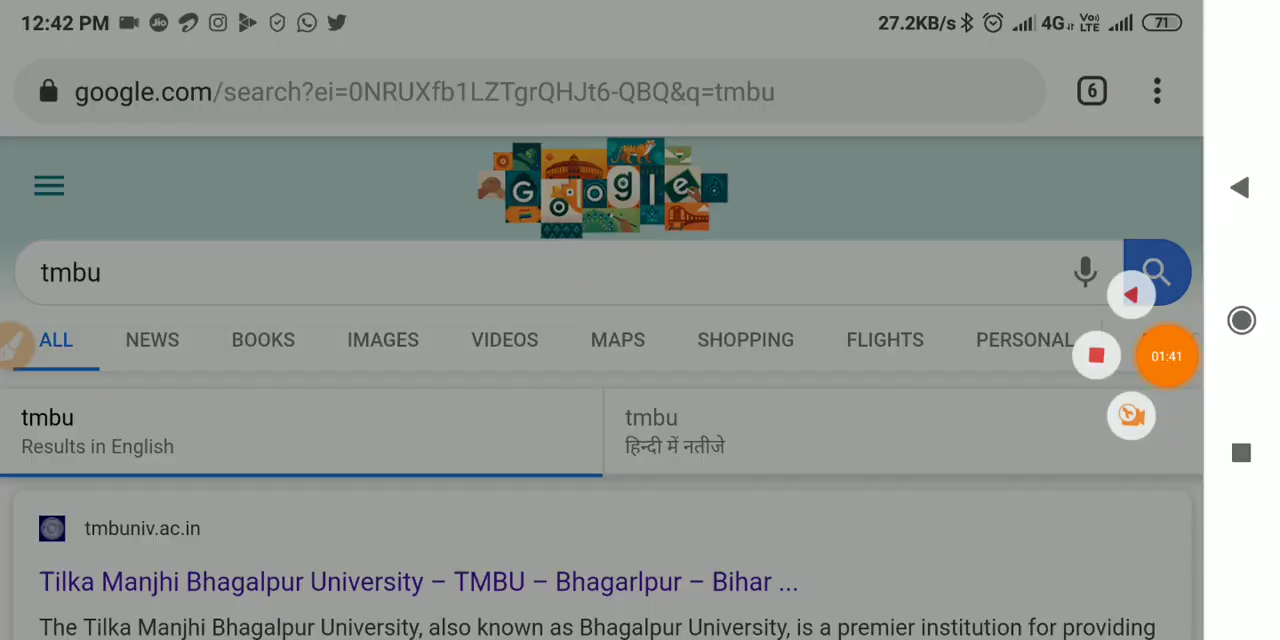 12:42 PM Jio 27.2KB/s 4G Vo) LTE 71
google.com/search?ei=0NRUXfb1LZTgrQHJt6-QBQ&q=tmbu 6
Google
tmbu
ALL NEWS BOOKS IMAGES VIDEOS MAPS SHOPPING FLIGHTS PERSONAL
01:41
tmbu tmbu
Results in English हिन्दी में नतीजे
tmbuniv.ac.in
Tilka Manjhi Bhagalpur University – TMBU – Bhagarlpur – Bihar ...
The Tilka Manjhi Bhagalpur University, also known as Bhagalpur University, is a premier institution for providing